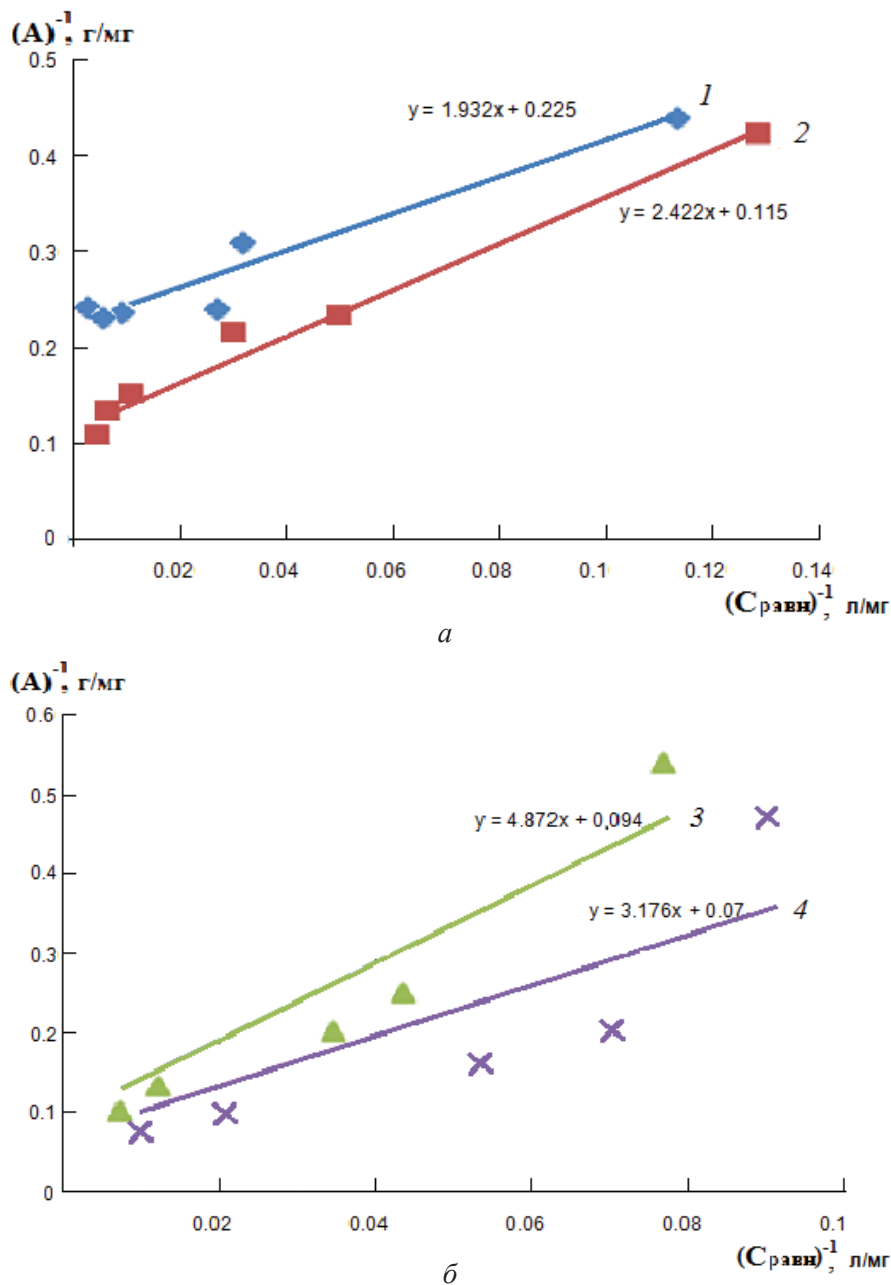 (A)⁻¹, г/мг
0.5
y = 1.932x + 0.225
1
2
0.4
y = 2.422x + 0.115
0.3
0.2
0.1
0
0.02 0.04 0.06 0.08 0.10 0.12 0.14
(Cравн)⁻¹, л/мг
а
(A)⁻¹, г/мг
0.6
0.5
y = 4.872x + 0,094
3
0.4
y = 3.176x + 0.07
4
0.3
0.2
0.1
0
0.02 0.04 0.06 0.08 0.1
(Cравн)⁻¹, л/мг
б